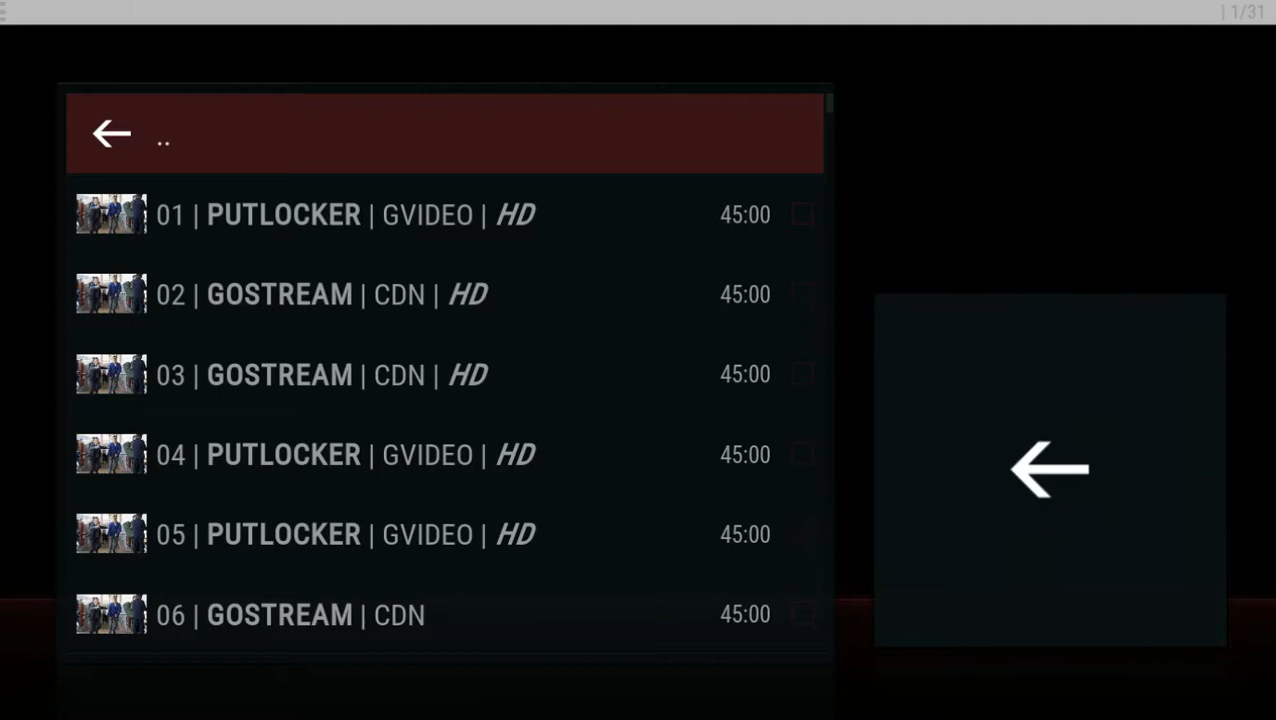 | 1/31
..
01 | PUTLOCKER | GVIDEO | HD 45:00
02 | GOSTREAM | CDN | HD 45:00
03 | GOSTREAM | CDN | HD 45:00
04 | PUTLOCKER | GVIDEO | HD 45:00
05 | PUTLOCKER | GVIDEO | HD 45:00
06 | GOSTREAM | CDN 45:00